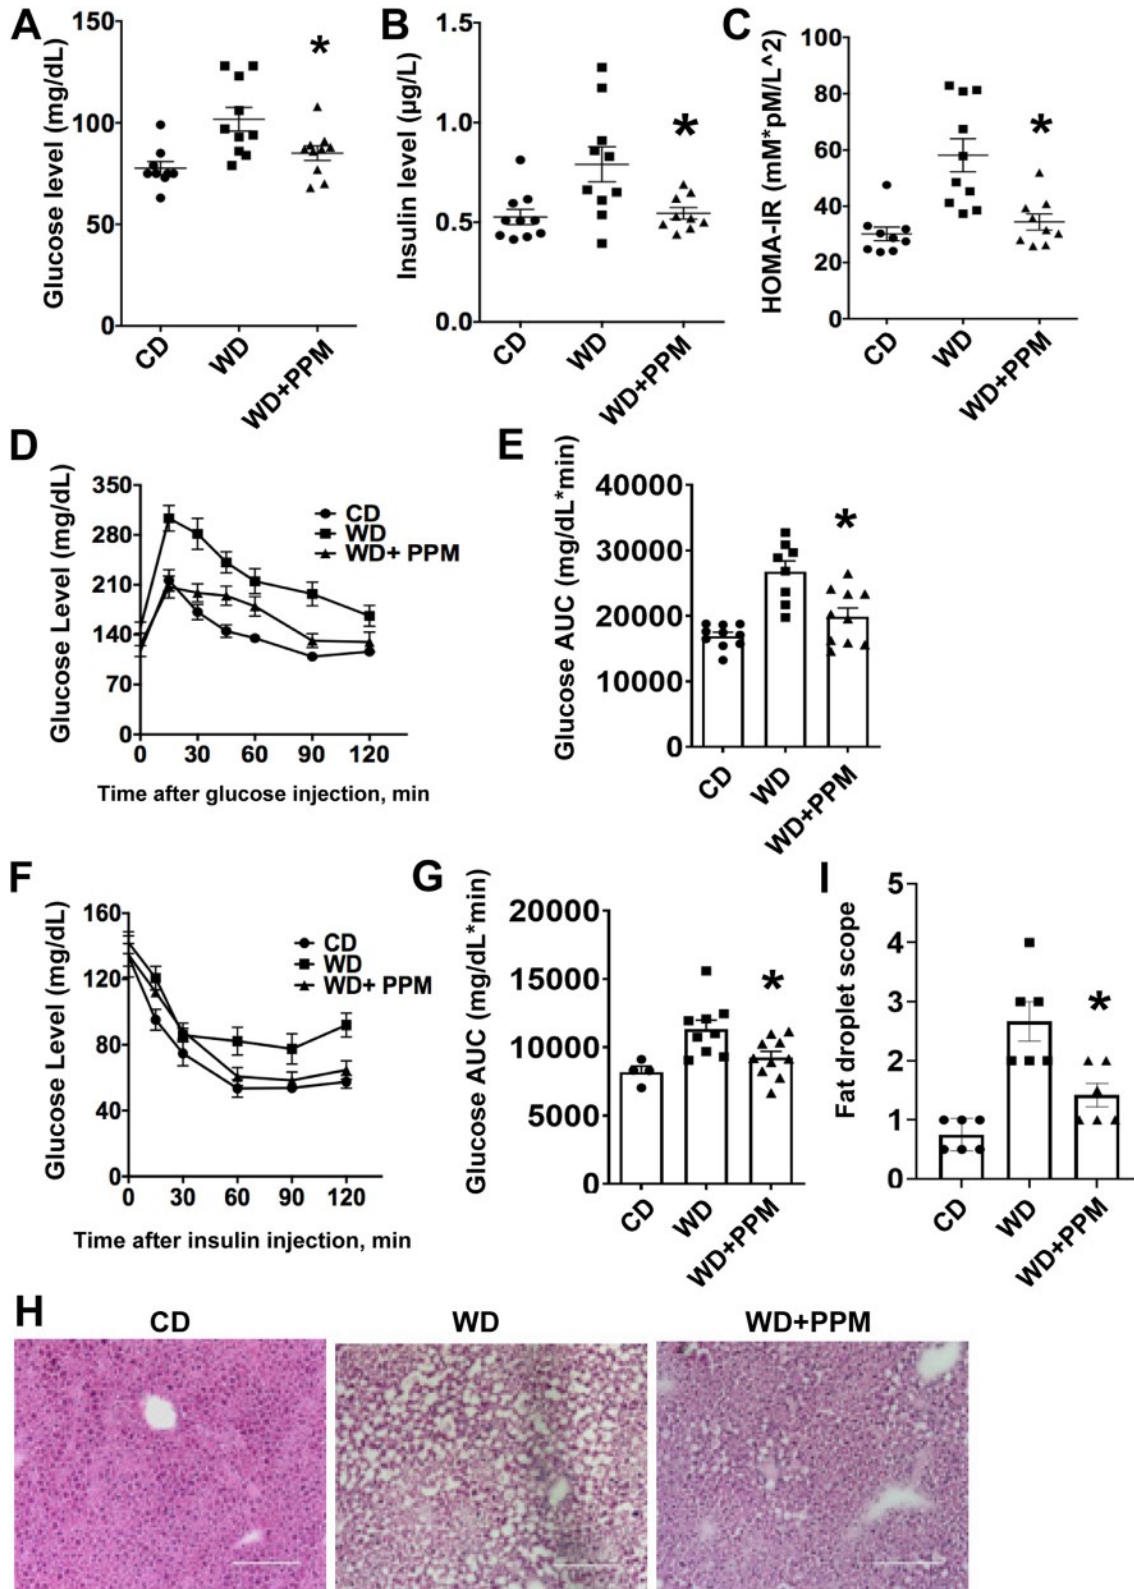 A
Glucose level (mg/dL)
150
100
50
0
*
CD
WD
WD+PPM
B
Insulin level (µg/L)
1.5
1.0
0.5
0.0
*
CD
WD
WD+PPM
C
HOMA-IR (mM*pM/L^2)
100
80
60
40
20
0
*
CD
WD
WD+PPM
D
Glucose Level (mg/dL)
350
280
210
140
70
0
CD
WD
WD+ PPM
0 30 60 90 120
Time after glucose injection, min
E
Glucose AUC (mg/dL*min)
40000
30000
20000
10000
0
*
CD
WD
WD+PPM
F
Glucose Level (mg/dL)
160
120
80
40
0
CD
WD
WD+ PPM
0 30 60 90 120
Time after insulin injection, min
G
Glucose AUC (mg/dL*min)
20000
15000
10000
5000
0
*
CD
WD
WD+PPM
I
Fat droplet scope
5
4
3
2
1
0
*
CD
WD
WD+PPM
H
CD
WD
WD+PPM